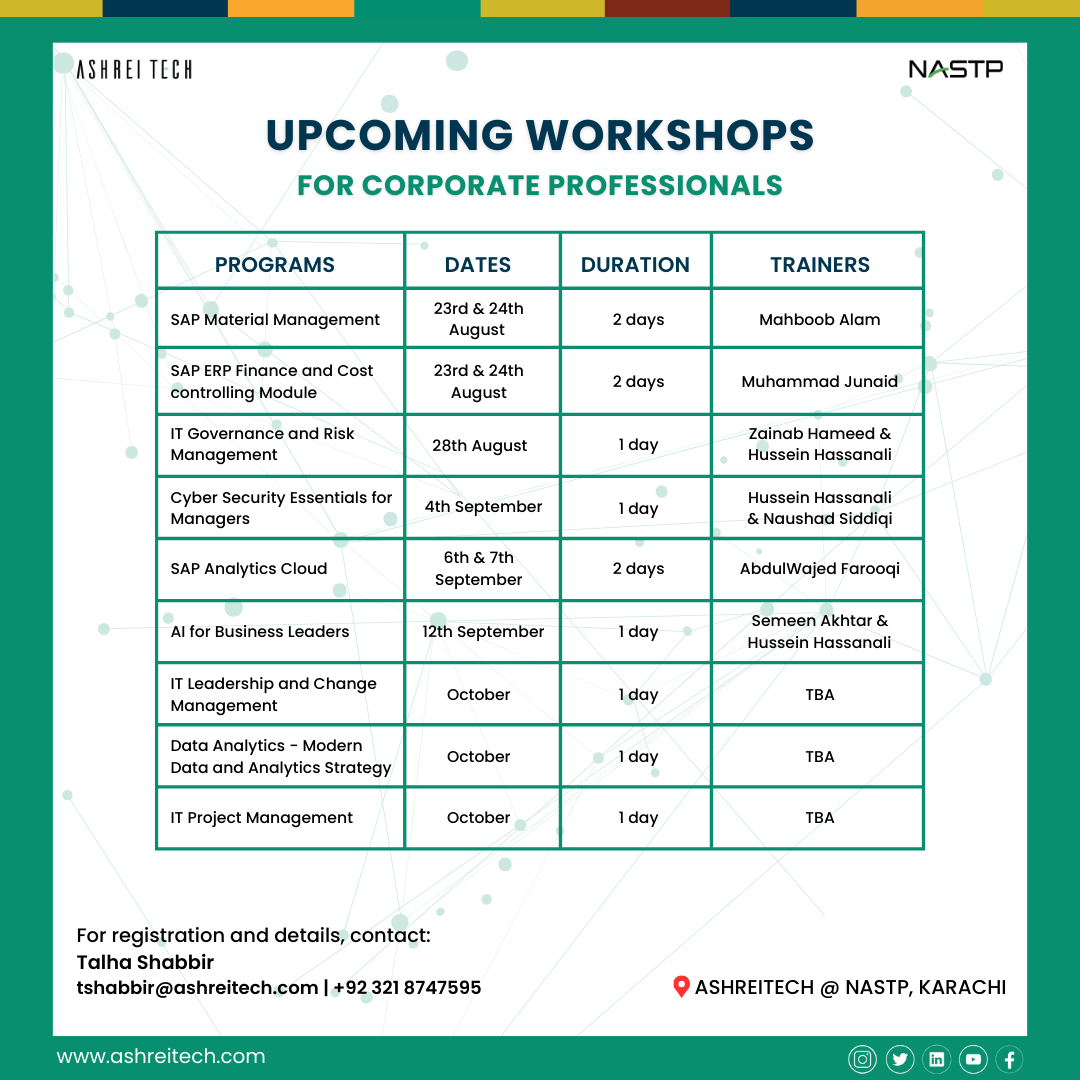 ASHREI TECH
NASTP
UPCOMING WORKSHOPS
FOR CORPORATE PROFESSIONALS
PROGRAMS DATES DURATION TRAINERS
SAP Material Management
23rd & 24th
August
2 days
Mahboob Alam
SAP ERP Finance and Cost
controlling Module
23rd & 24th
August
2 days
Muhammad Junaid
IT Governance and Risk
Management
28th August
1 day
Zainab Hameed &
Hussein Hassanali
Cyber Security Essentials for
Managers
4th September
1 day
Hussein Hassanali
& Naushad Siddiqi
SAP Analytics Cloud
6th & 7th
September
2 days
AbdulWajed Farooqi
AI for Business Leaders
12th September
1 day
Semeen Akhtar &
Hussein Hassanali
IT Leadership and Change
Management
October
1 day
TBA
Data Analytics - Modern
Data and Analytics Strategy
October
1 day
TBA
IT Project Management
October
1 day
TBA
For registration and details, contact:
Talha Shabbir
tshabbir@ashreitech.com | +92 321 8747595
ASHREITECH @ NASTP, KARACHI
www.ashreitech.com